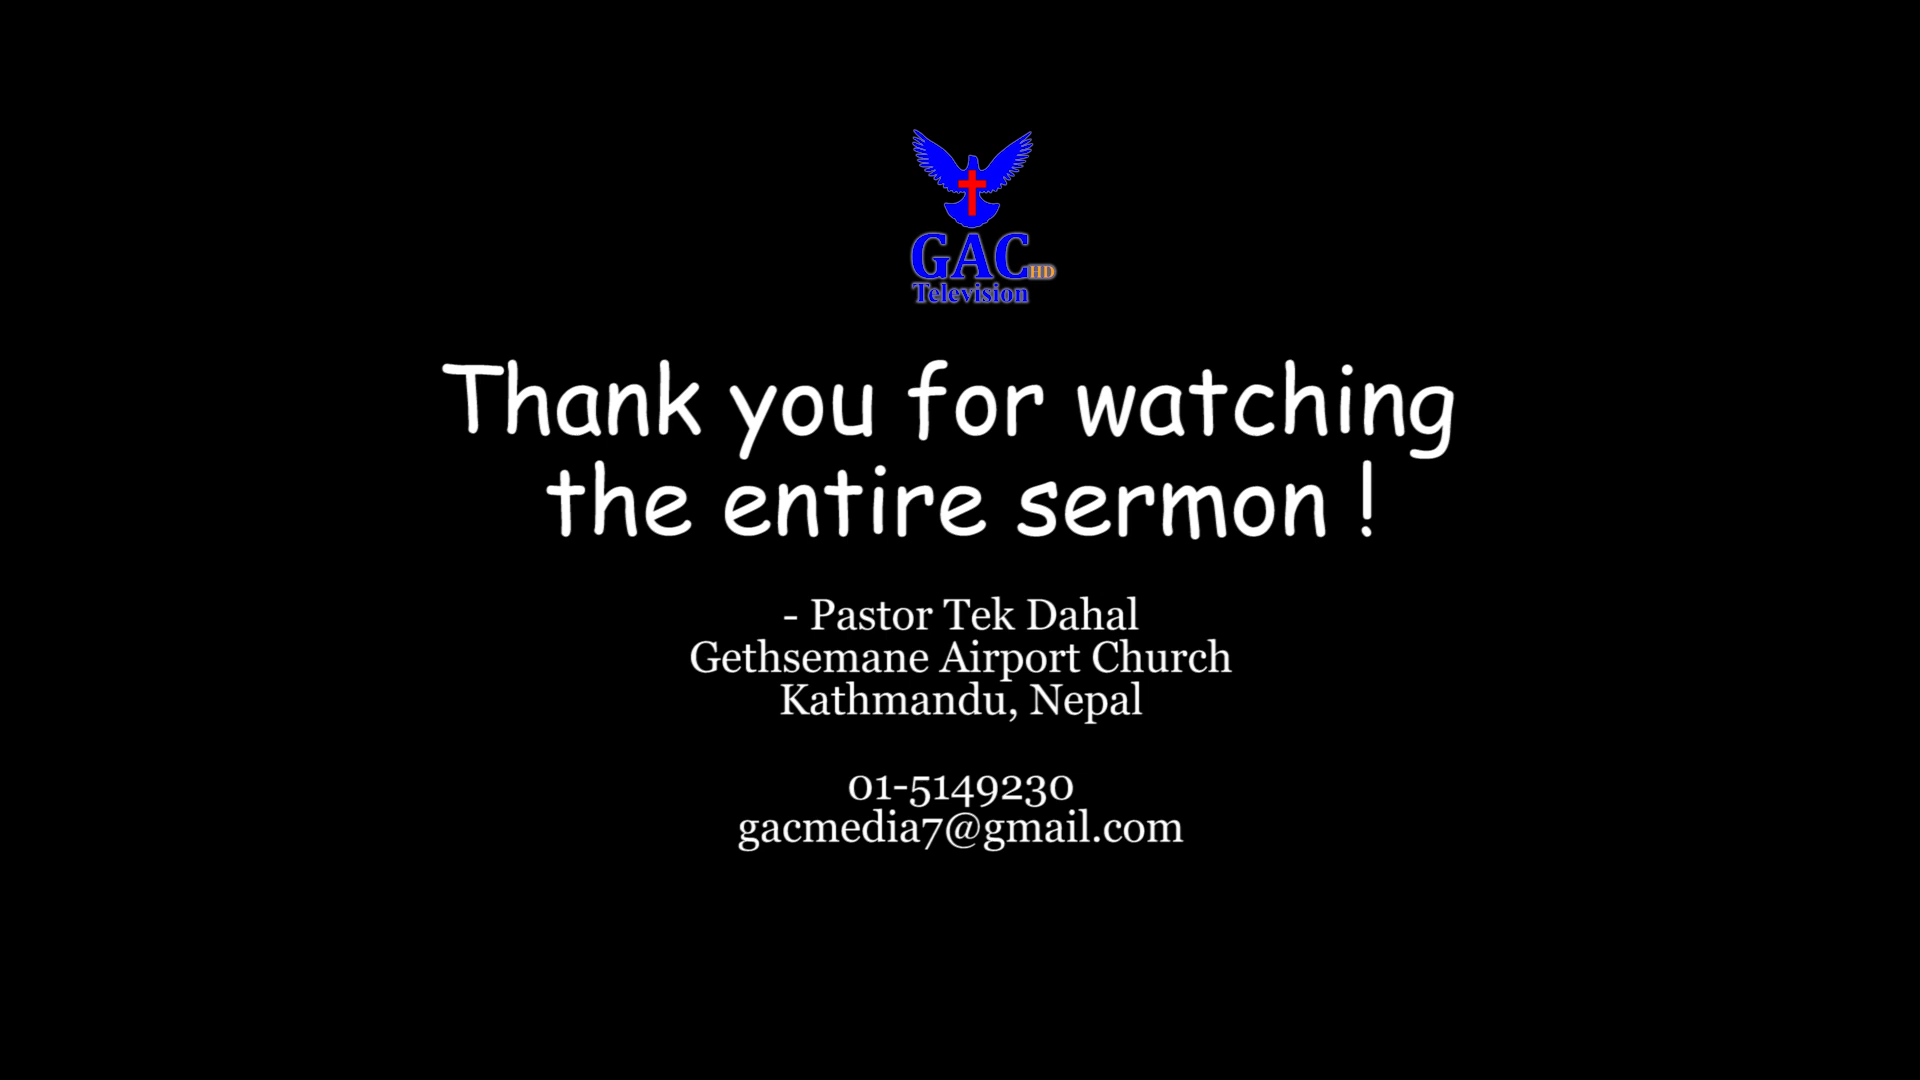 GAC HD
Television
Thank you for watching
the entire sermon !
- Pastor Tek Dahal
Gethsemane Airport Church
Kathmandu, Nepal
01-5149230
gacmedia7@gmail.com